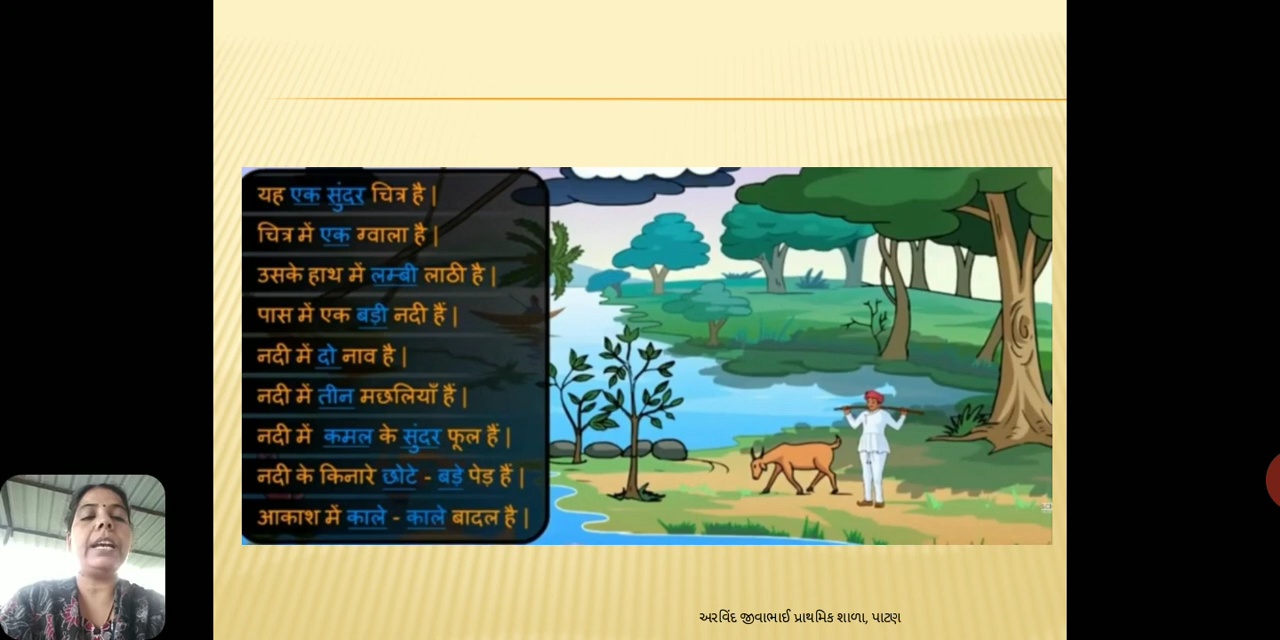 यह एक सुंदर चित्र है |
चित्र में एक ग्वाला है |
उसके हाथ में लम्बी लाठी है |
पास में एक बड़ी नदी हैं |
नदी में दो नाव है |
नदी में तीन मछलियाँ हैं |
नदी में कमल के सुंदर फूल हैं |
नदी के किनारे छोटे - बड़े पेड़ हैं |
आकाश में काले - काले बादल है |
અરવિંદ જીવાભાઈ પ્રાથમિક શાળા, પાટણ